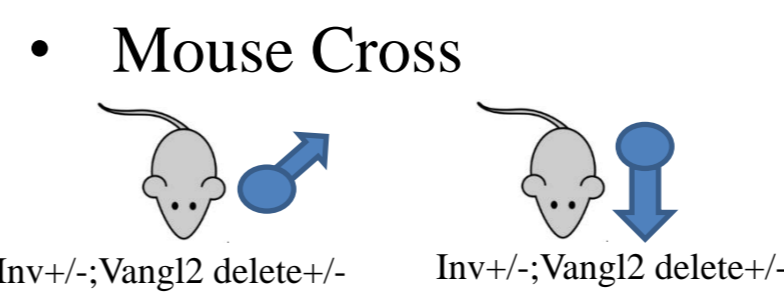 • Mouse Cross
Inv+/-;Vangl2 delete+/- Inv+/-;Vangl2 delete+/-